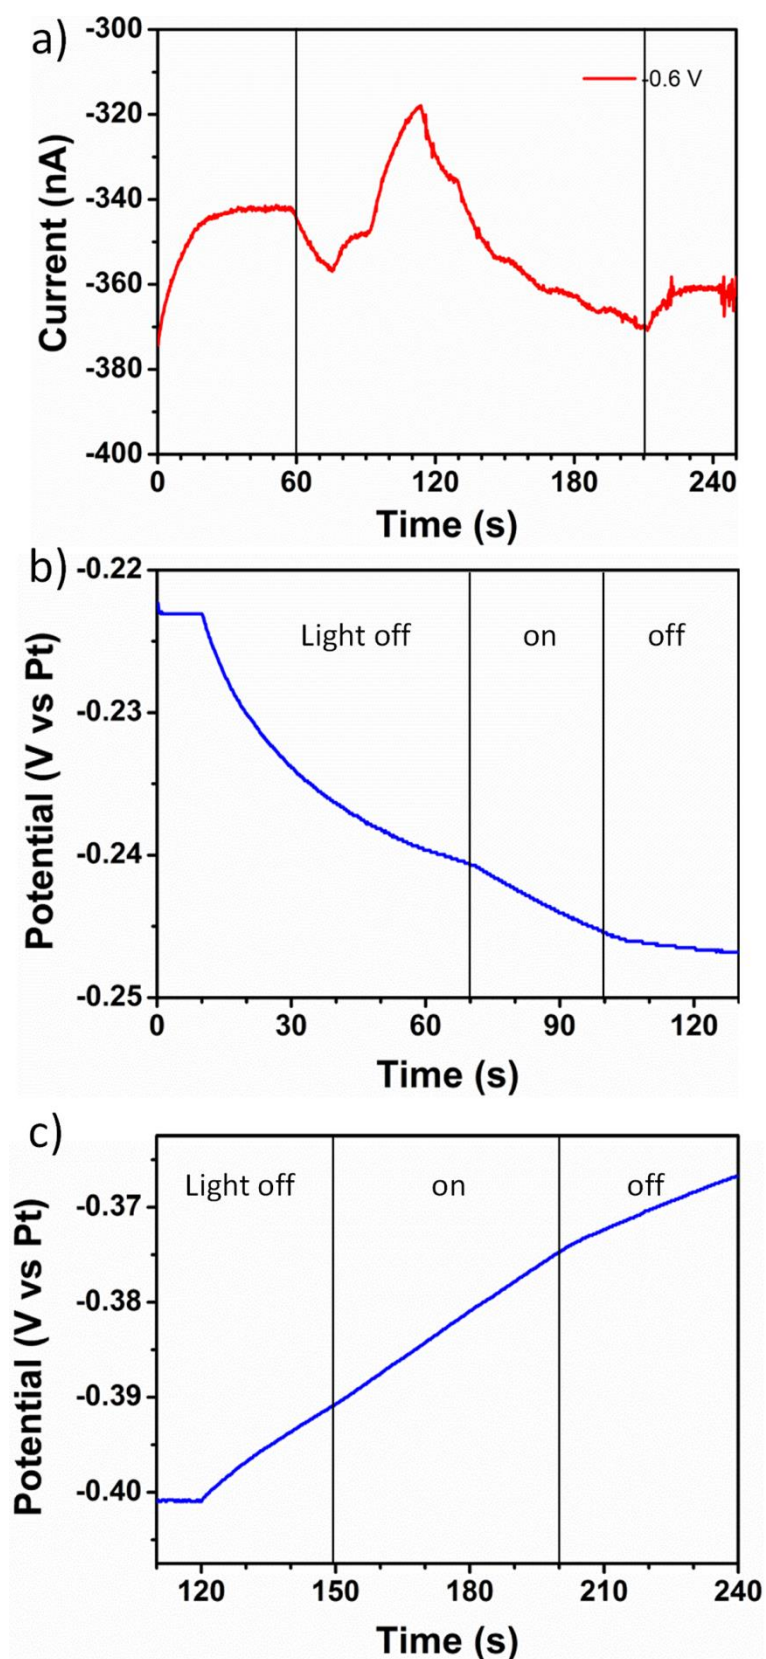 a)
-300
-320
-340
-360
-380
-400
Current (nA)
-0.6 V
0 60 120 180 240
Time (s)
b)
-0.22
-0.23
-0.24
-0.25
Potential (V vs Pt)
Light off on off
0 30 60 90 120
Time (s)
c)
-0.37
-0.38
-0.39
-0.40
Potential (V vs Pt)
Light off on off
120 150 180 210 240
Time (s)